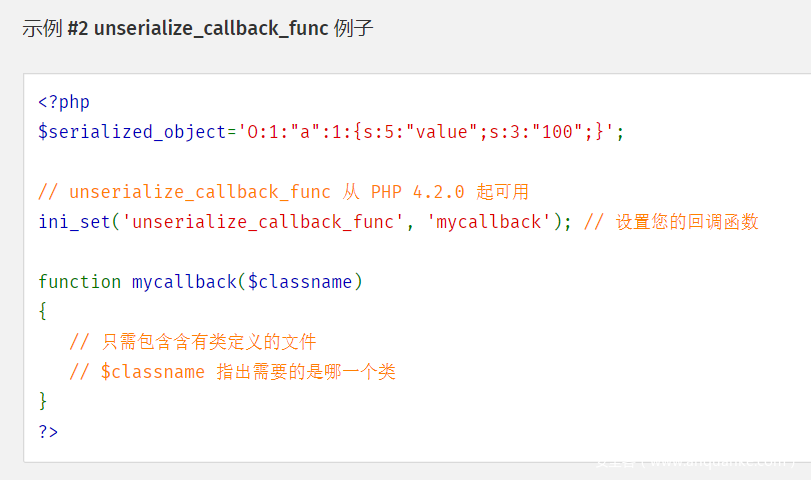 示例 #2 unserialize_callback_func 例子
<?php
$serialized_object='O:1:"a":1:{s:5:"value";s:3:"100";}';
// unserialize_callback_func 从 PHP 4.2.0 起可用
ini_set('unserialize_callback_func', 'mycallback'); // 设置您的回调函数
function mycallback($classname)
{
// 只需包含含有类定义的文件
// $classname 指出需要的是哪一个类
}
?>